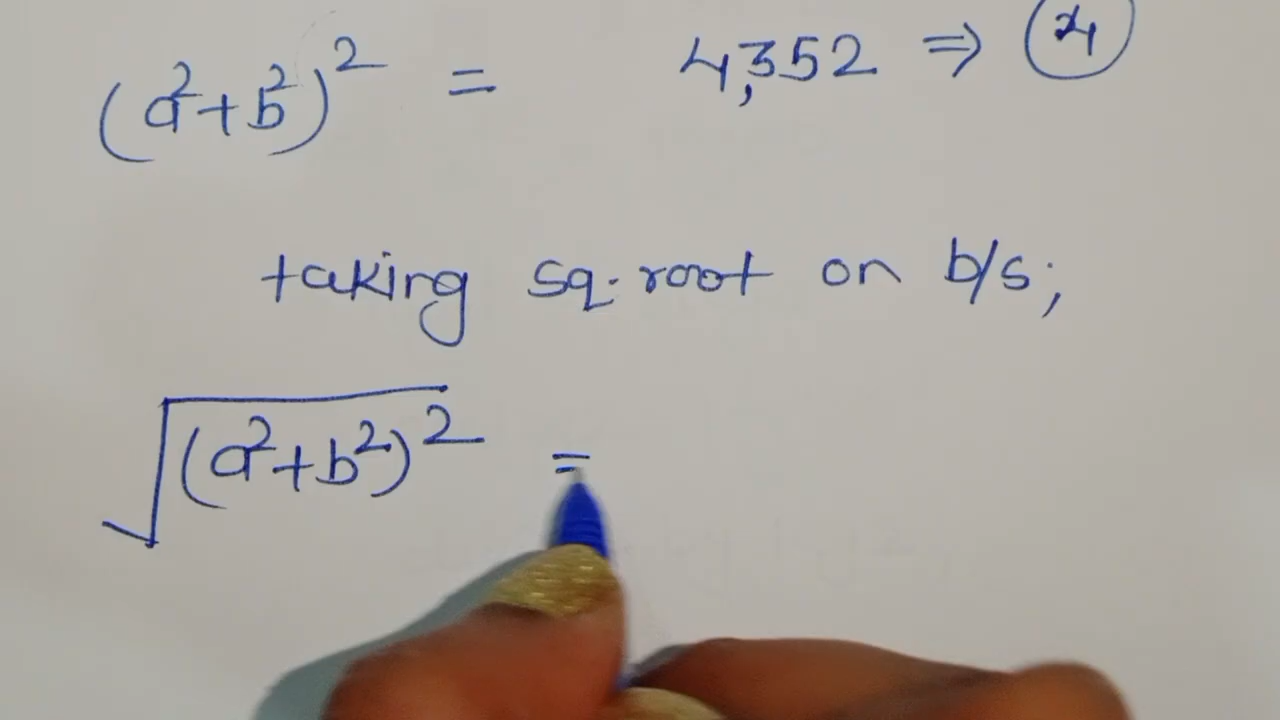 (a²+b²)² = 4,352 ⇒ 4
taking sq. root on b/s;
√(a²+b²)² =